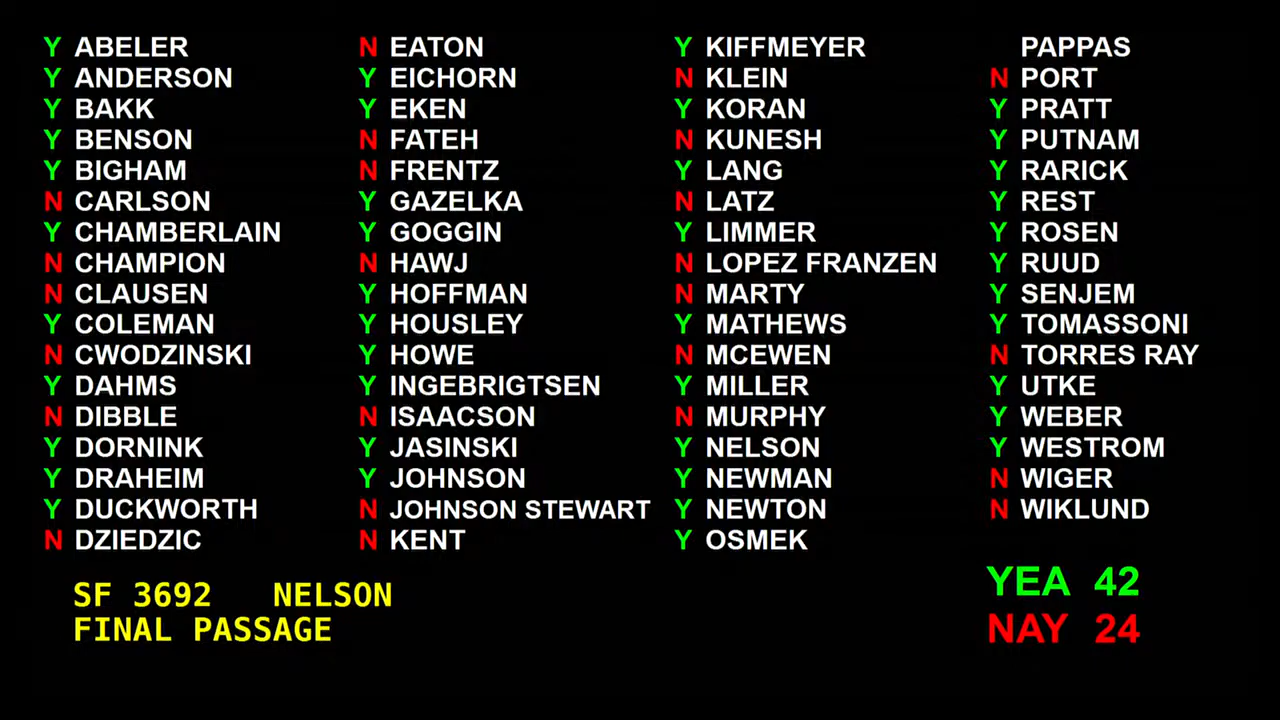 Y ABELER N EATON Y KIFFMEYER PAPPAS
Y ANDERSON Y EICHORN N KLEIN N PORT
Y BAKK Y EKEN Y KORAN Y PRATT
Y BENSON N FATEH N KUNESH Y PUTNAM
Y BIGHAM N FRENTZ Y LANG Y RARICK
N CARLSON Y GAZELKA N LATZ Y REST
Y CHAMBERLAIN Y GOGGIN Y LIMMER Y ROSEN
N CHAMPION N HAWJ N LOPEZ FRANZEN Y RUUD
N CLAUSEN Y HOFFMAN N MARTY Y SENJEM
Y COLEMAN Y HOUSLEY Y MATHEWS Y TOMASSONI
N CWODZINSKI Y HOWE N MCEWEN N TORRES RAY
Y DAHMS Y INGEBRIGTSEN Y MILLER Y UTKE
N DIBBLE N ISAACSON N MURPHY Y WEBER
Y DORNINK Y JASINSKI Y NELSON Y WESTROM
Y DRAHEIM Y JOHNSON Y NEWMAN N WIGER
Y DUCKWORTH N JOHNSON STEWART Y NEWTON N WIKLUND
N DZIEDZIC N KENT Y OSMEK
SF 3692 NELSON YEA 42
FINAL PASSAGE NAY 24